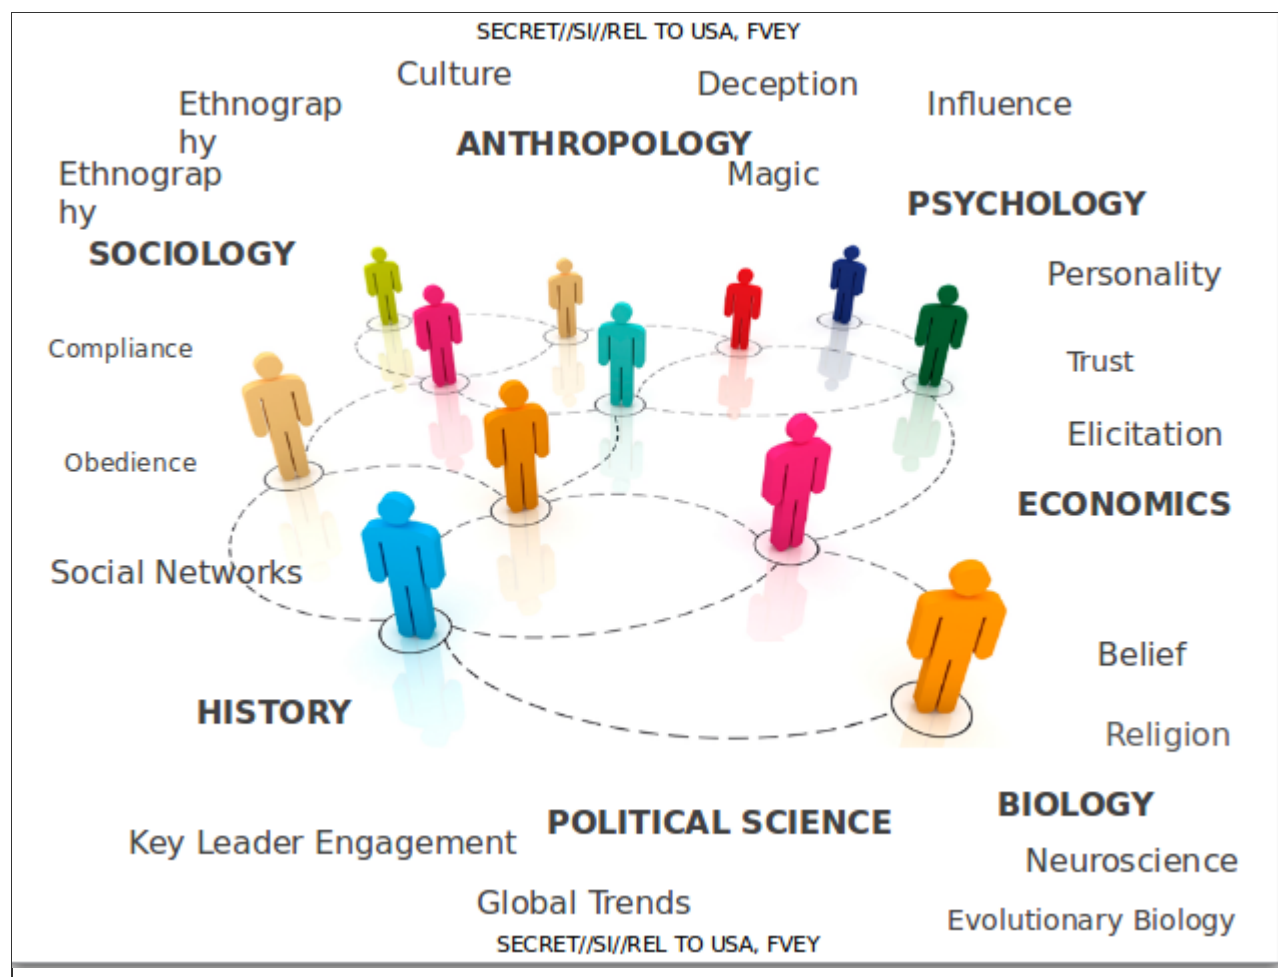 SECRET//SI//REL TO USA, FVEY
Culture
Deception
Influence
Ethnograp
hy
ANTHROPOLOGY
Magic
Ethnograp
hy
PSYCHOLOGY
SOCIOLOGY
Personality
Compliance
Trust
Elicitation
Obedience
ECONOMICS
Social Networks
Belief
HISTORY
Religion
BIOLOGY
POLITICAL SCIENCE
Key Leader Engagement
Neuroscience
Global Trends
Evolutionary Biology
SECRET//SI//REL TO USA, FVEY